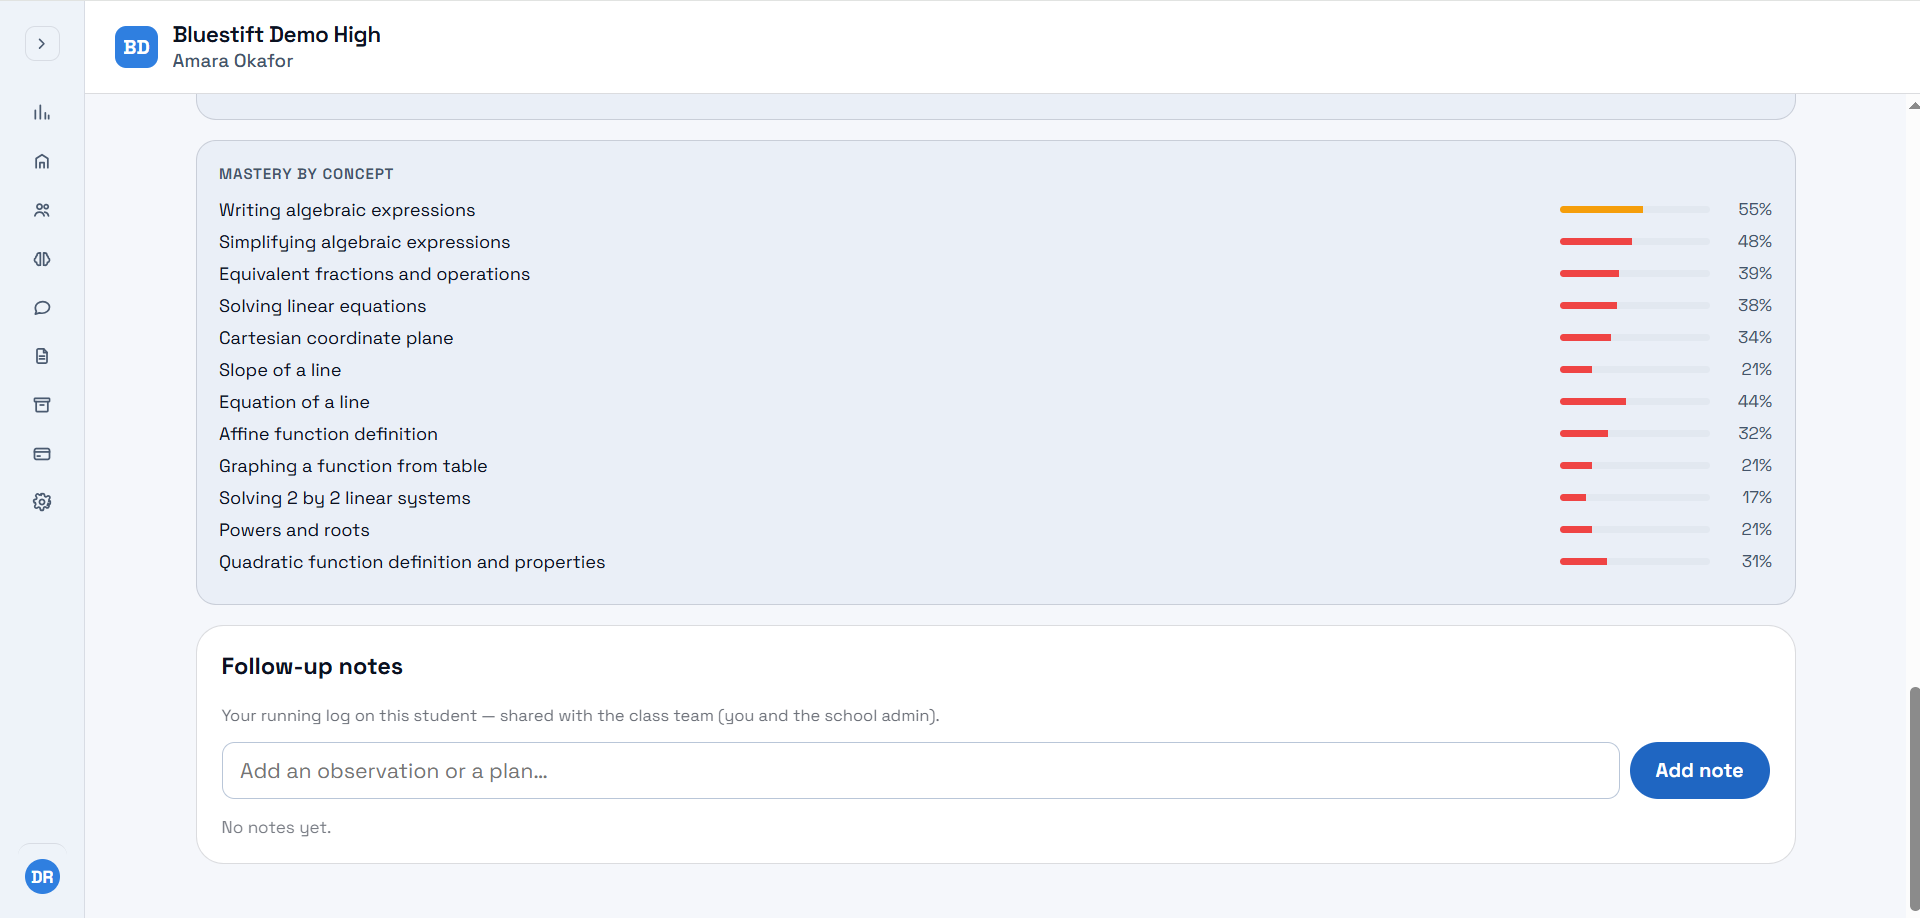 BD
Bluestift Demo High
Amara Okafor
MASTERY BY CONCEPT
Writing algebraic expressions 55%
Simplifying algebraic expressions 48%
Equivalent fractions and operations 39%
Solving linear equations 38%
Cartesian coordinate plane 34%
Slope of a line 21%
Equation of a line 44%
Affine function definition 32%
Graphing a function from table 21%
Solving 2 by 2 linear systems 17%
Powers and roots 21%
Quadratic function definition and properties 31%
Follow-up notes
Your running log on this student — shared with the class team (you and the school admin).
Add an observation or a plan...
Add note
No notes yet.
DR